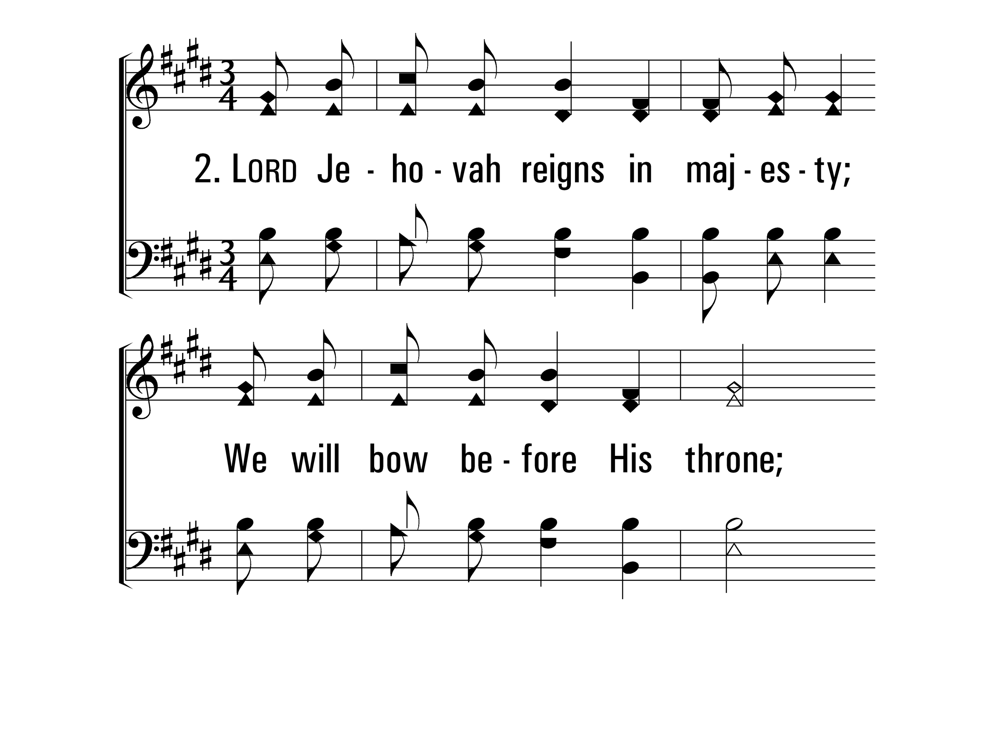 2. LORD Je - ho - vah reigns in maj - es - ty;
We will bow be - fore His throne;